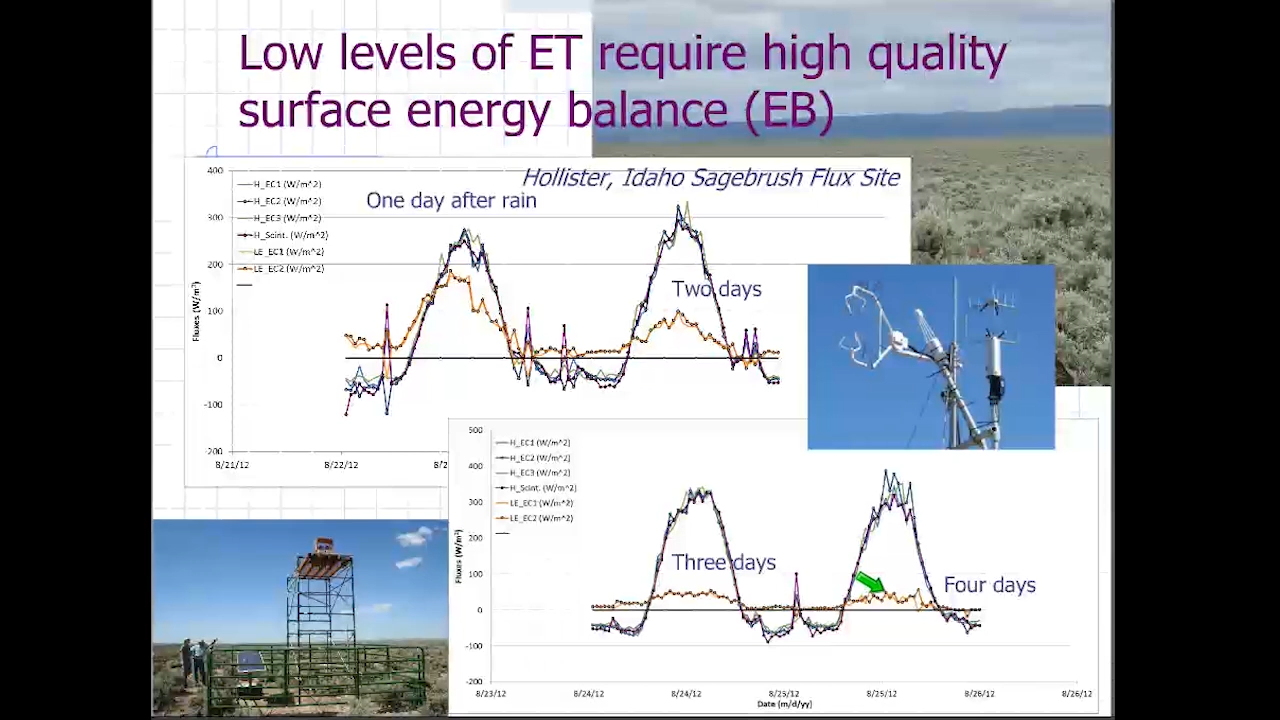 Low levels of ET require high quality
surface energy balance (EB)
Hollister, Idaho Sagebrush Flux Site
One day after rain
Two days
400
300
200
100
0
-100
-200
Fluxes (W/m²)
H_EC1 (W/m^2)
H_EC2 (W/m^2)
H_EC3 (W/m^2)
H_Scint. (W/m^2)
LE_EC1 (W/m^2)
LE_EC2 (W/m^2)
8/21/12
8/22/12
8/2
500
400
300
200
100
0
-100
-200
Fluxes (W/m²)
H_EC1 (W/m^2)
H_EC2 (W/m^2)
H_EC3 (W/m^2)
H_Scint. (W/m^2)
LE_EC1 (W/m^2)
LE_EC2 (W/m^2)
Three days
Four days
8/23/12
8/24/12
8/24/12
8/25/12
8/25/12
8/26/12
8/26/12
Date (m/d/yy)